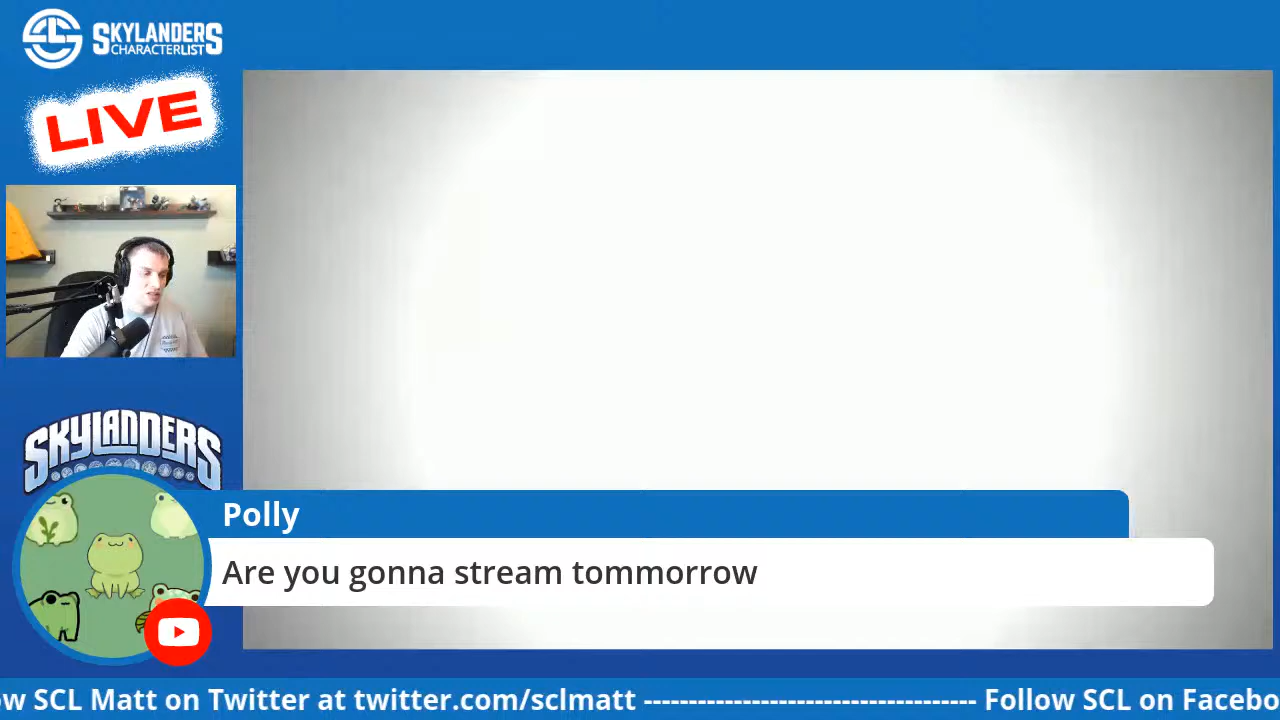 SKYLANDERS
CHARACTERLIST
LIVE
SKYLANDERS
Polly
Are you gonna stream tommorrow
ow SCL Matt on Twitter at twitter.com/sclmatt ----------------------------------- Follow SCL on Facebo